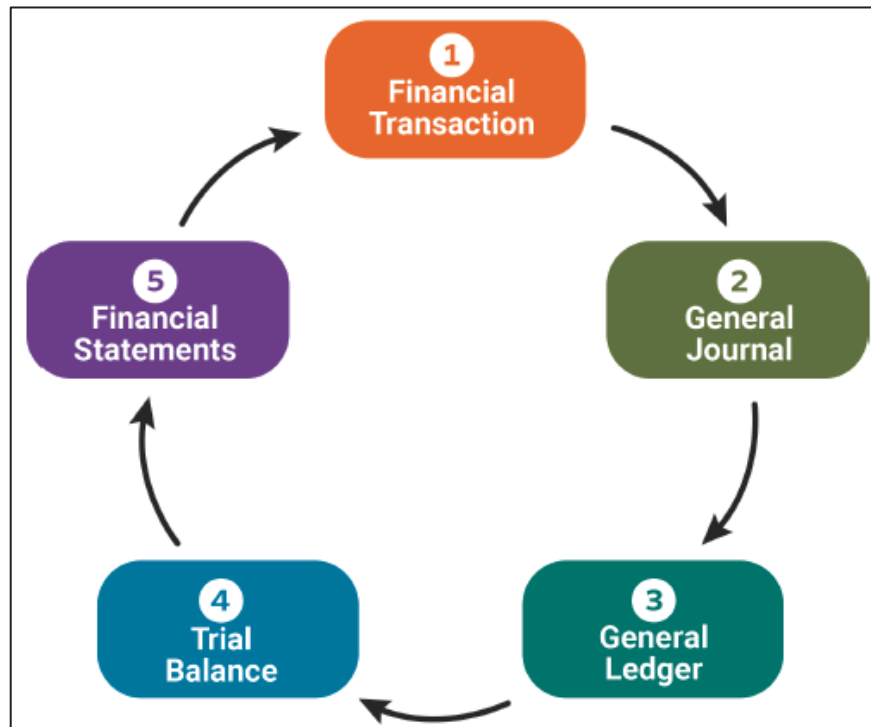 1
Financial
Transaction
2
General
Journal
3
General
Ledger
4
Trial
Balance
5
Financial
Statements